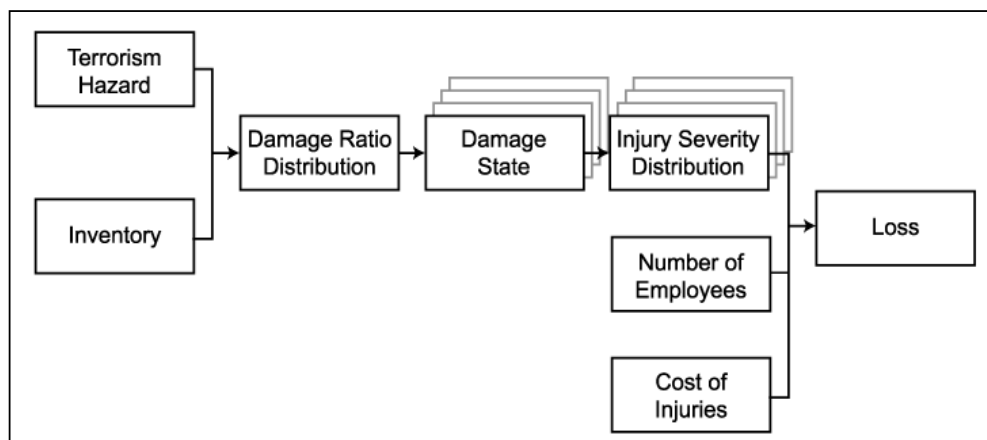 Terrorism
Hazard
Inventory
Damage Ratio
Distribution
Damage
State
Injury Severity
Distribution
Number of
Employees
Cost of
Injuries
Loss